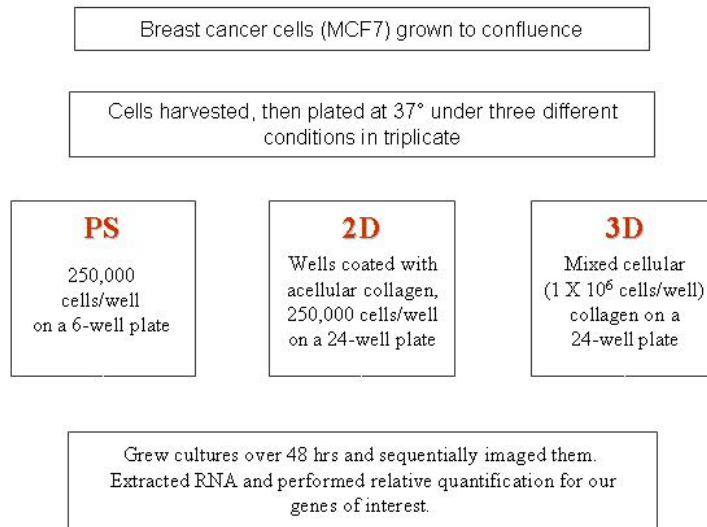 Breast cancer cells (MCF7) grown to confluence
Cells harvested, then plated at 37° under three different
conditions in triplicate
PS
250,000
cells/well
on a 6-well plate
2D
Wells coated with
acellular collagen,
250,000 cells/well
on a 24-well plate
3D
Mixed cellular
(1 X 10⁶ cells/well)
collagen on a
24-well plate
Grew cultures over 48 hrs and sequentially imaged them.
Extracted RNA and performed relative quantification for our
genes of interest.